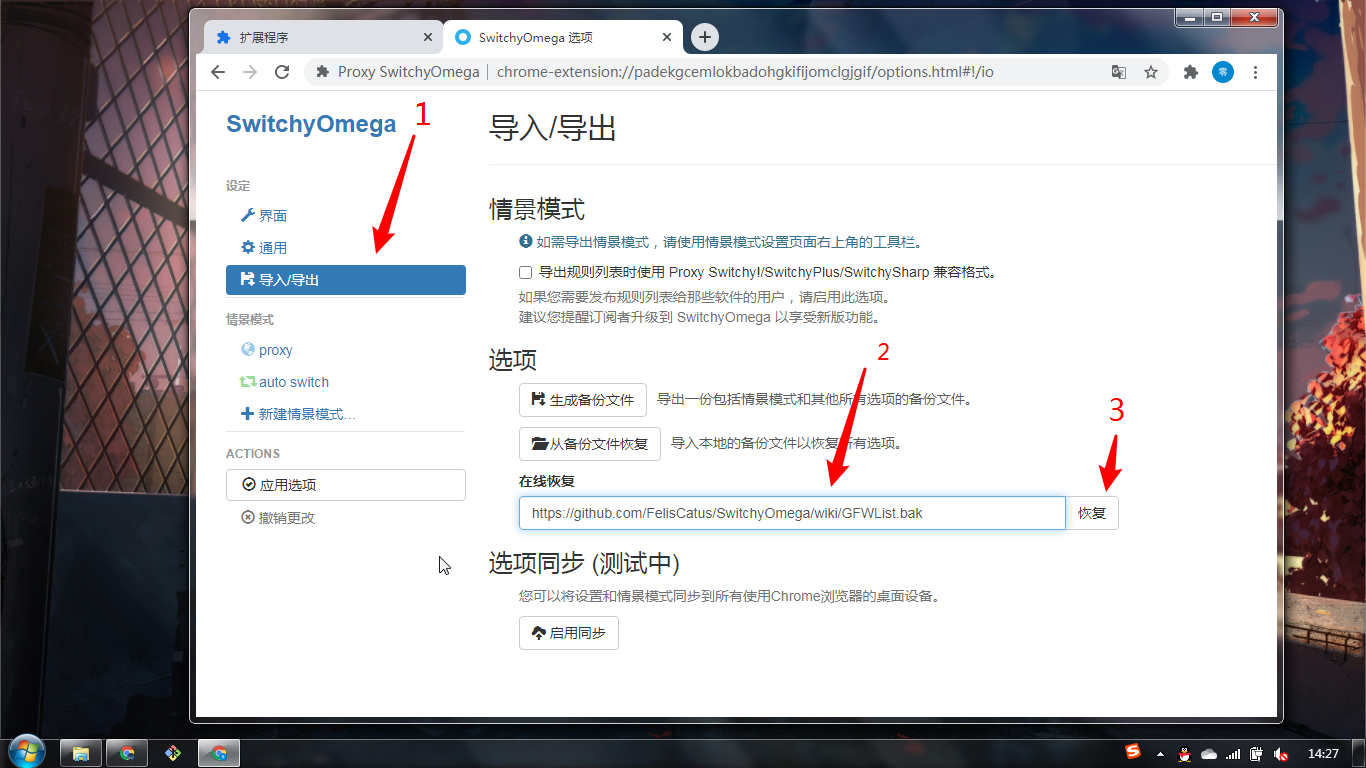 扩展程序
SwitchyOmega 选项
Proxy SwitchyOmega
chrome-extension://padekgcemlokbadohgkifijomclgjgif/options.html#!/io
零
SwitchyOmega
1
设定
界面
通用
导入/导出
情景模式
proxy
auto switch
新建情景模式…
ACTIONS
应用选项
撤销更改
导入/导出
情景模式
如需导出情景模式，请使用情景模式设置页面右上角的工具栏。
导出规则列表时使用 Proxy Switchy!/SwitchyPlus/SwitchySharp 兼容格式。
如果您需要发布规则列表给那些软件的用户，请启用此选项。
建议您提醒订阅者升级到 SwitchyOmega 以享受新版功能。
选项
2
生成备份文件 导出一份包括情景模式和其他所有选项的备份文件。
3
从备份文件恢复 导入本地的备份文件以恢复所有选项。
在线恢复
https://github.com/FelisCatus/SwitchyOmega/wiki/GFWList.bak 恢复
选项同步 (测试中)
您可以将设置和情景模式同步到所有使用Chrome浏览器的桌面设备。
启用同步
14:27